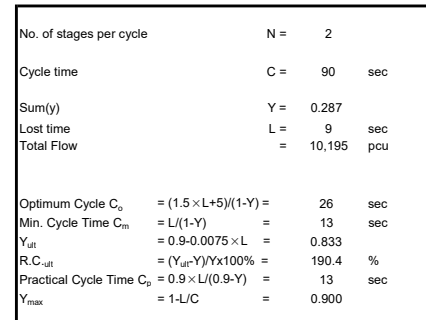 No. of stages per cycle N = 2
Cycle time C = 90 sec
Sum(y) Y = 0.287
Lost time L = 9 sec
Total Flow = 10,195 pcu
Optimum Cycle Cₒ = (1.5×L+5)/(1-Y) = 26 sec
Min. Cycle Time Cₘ = L/(1-Y) = 13 sec
Yᵤₗₜ = 0.9-0.0075×L = 0.833
R.C.ᵤₗₜ = (Yᵤₗₜ-Y)/Yx100% = 190.4 %
Practical Cycle Time Cₚ = 0.9×L/(0.9-Y) = 13 sec
Yₘₐₓ = 1-L/C = 0.900